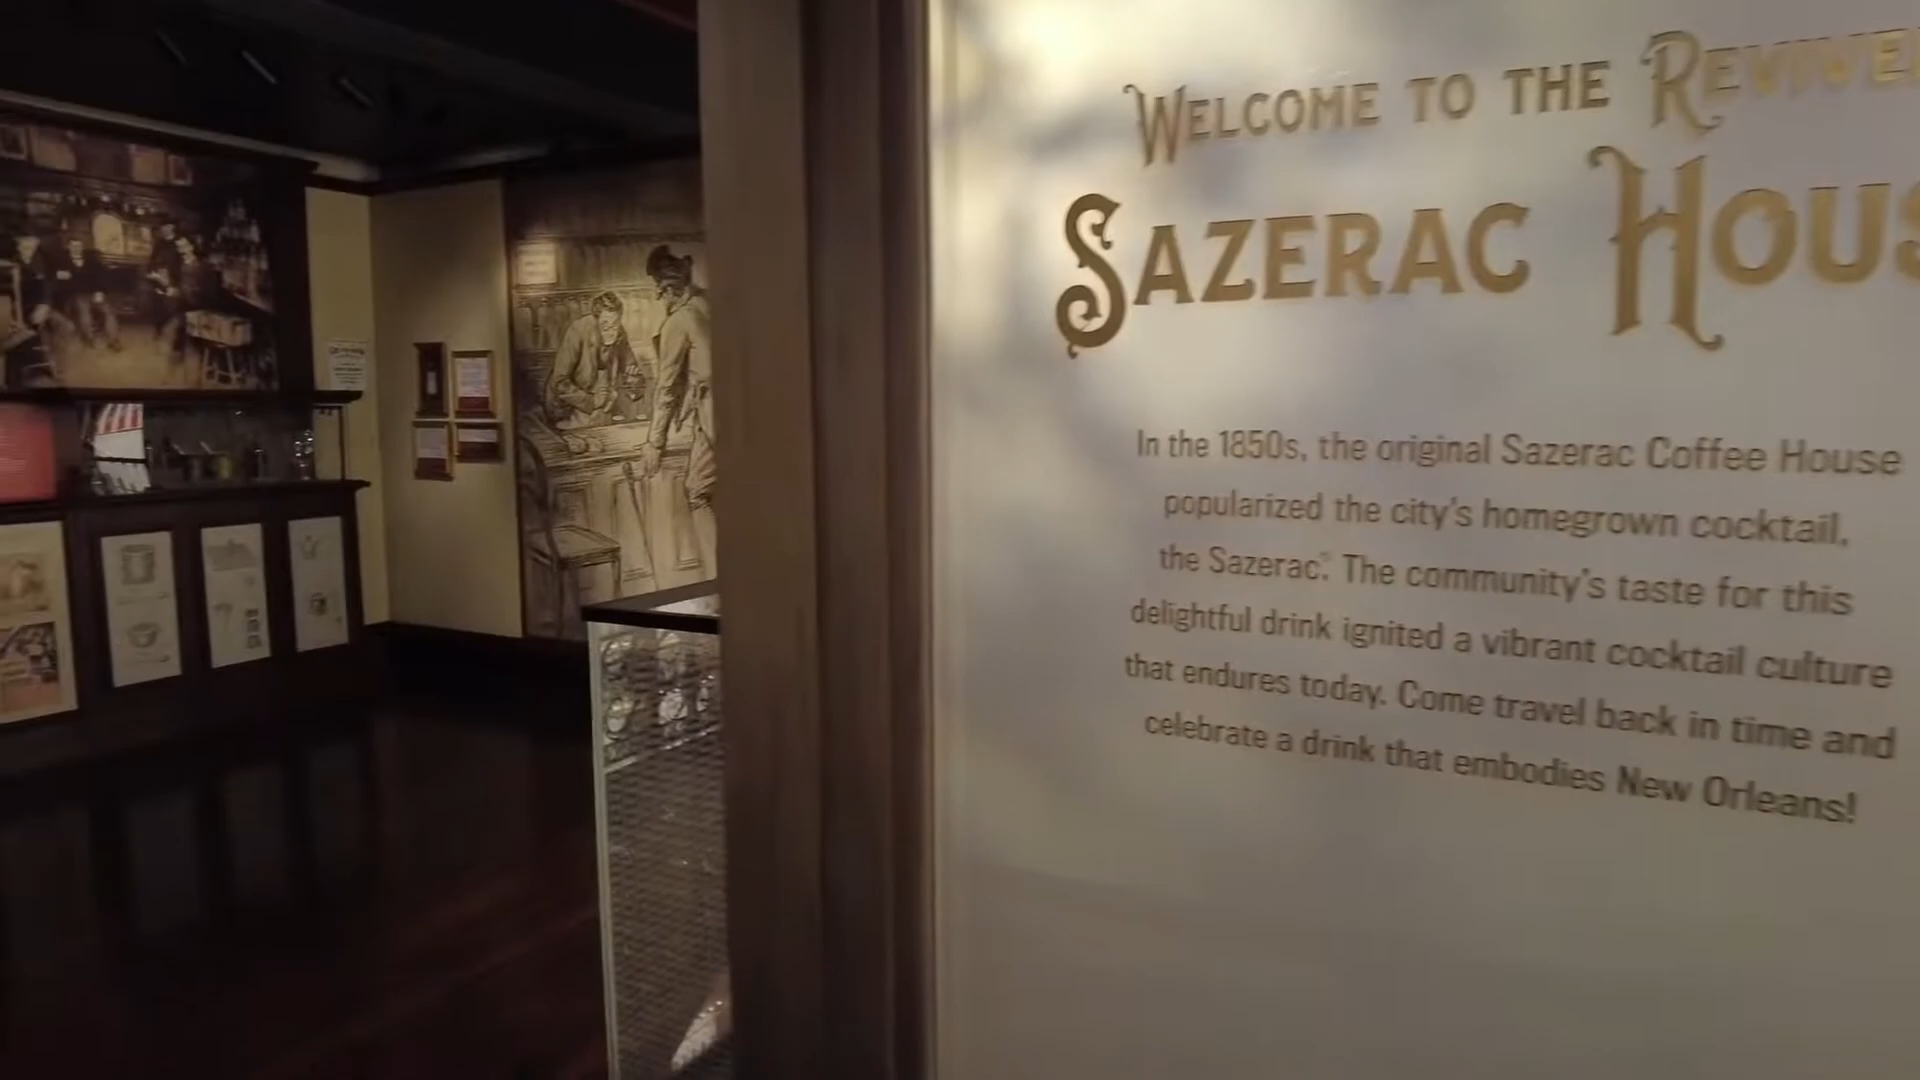 WELCOME TO THE REVIVE
SAZERAC HOUS
In the 1850s, the original Sazerac Coffee House
popularized the city's homegrown cocktail,
the Sazerac®. The community's taste for this
delightful drink ignited a vibrant cocktail culture
that endures today. Come travel back in time and
celebrate a drink that embodies New Orleans!